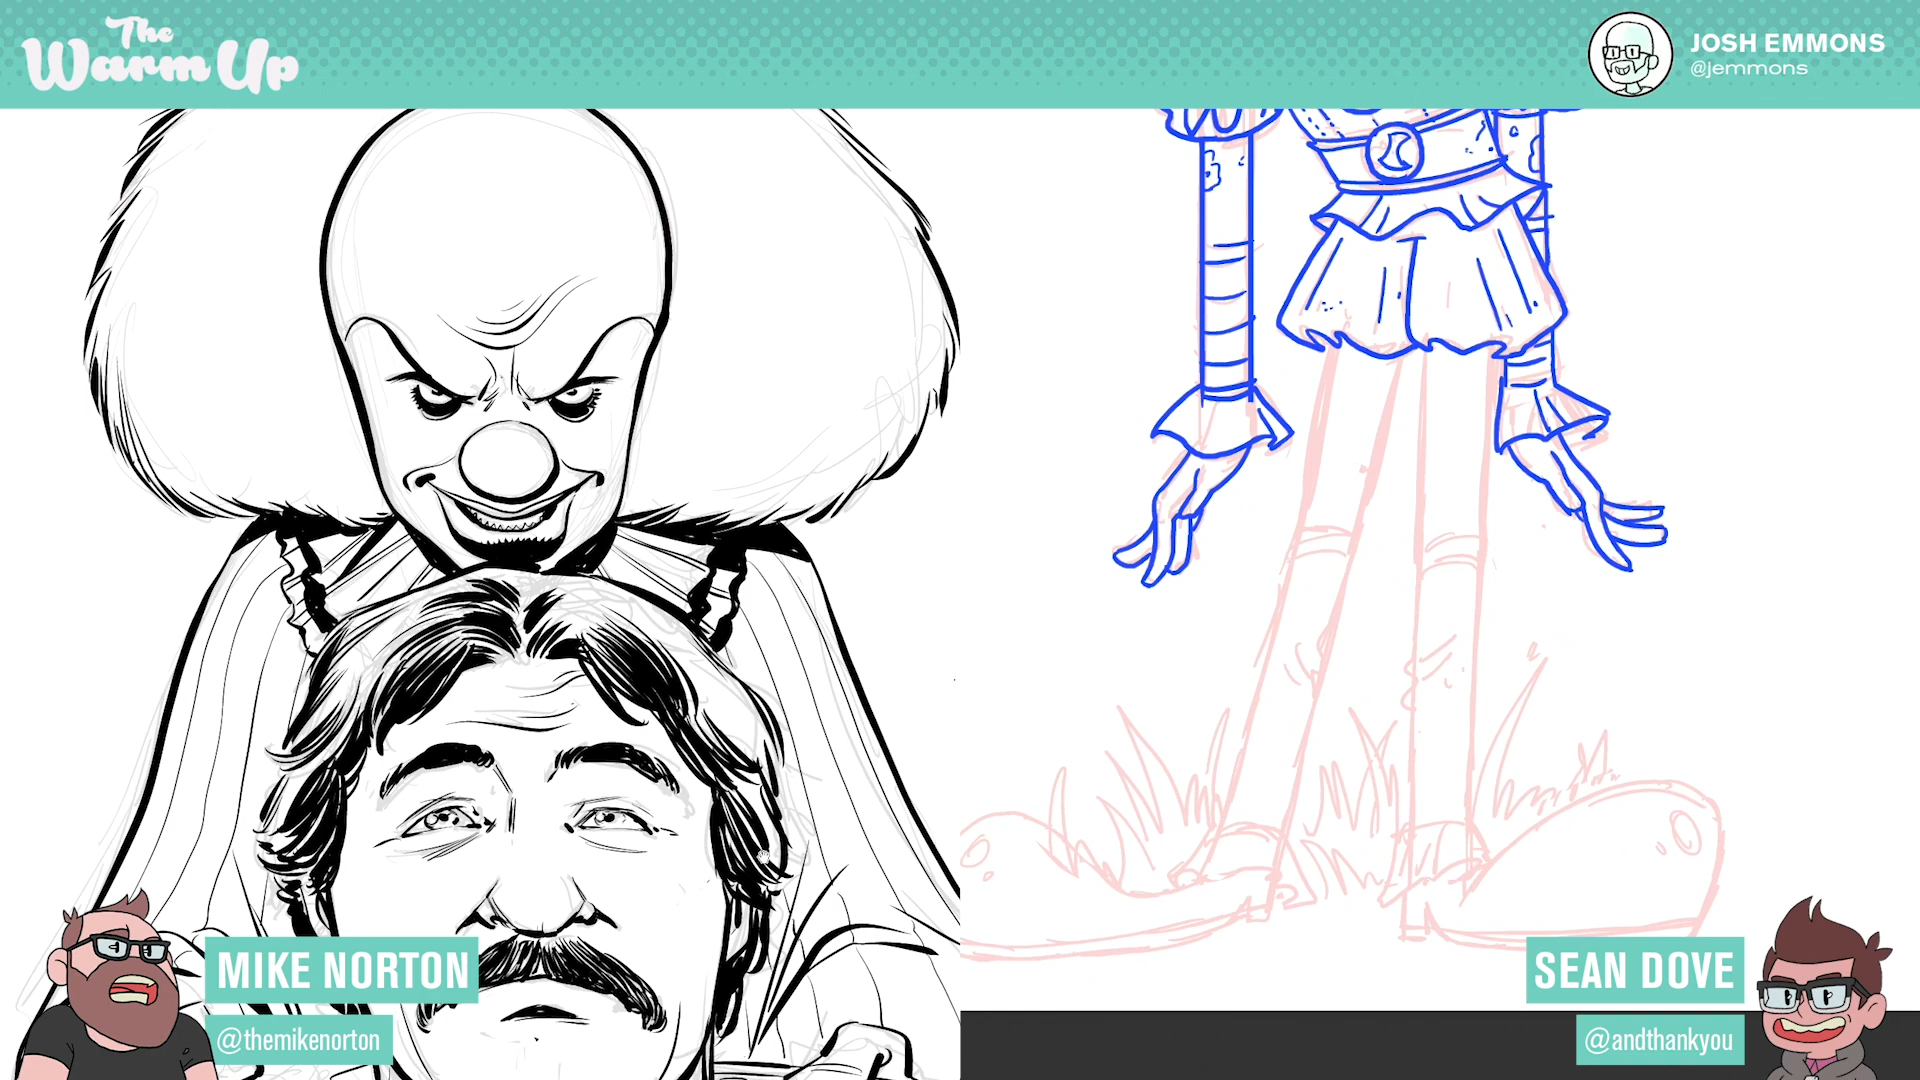 The
Warm Up
JOSH EMMONS
@jemmons
MIKE NORTON
@themikenorton
SEAN DOVE
@andthankyou